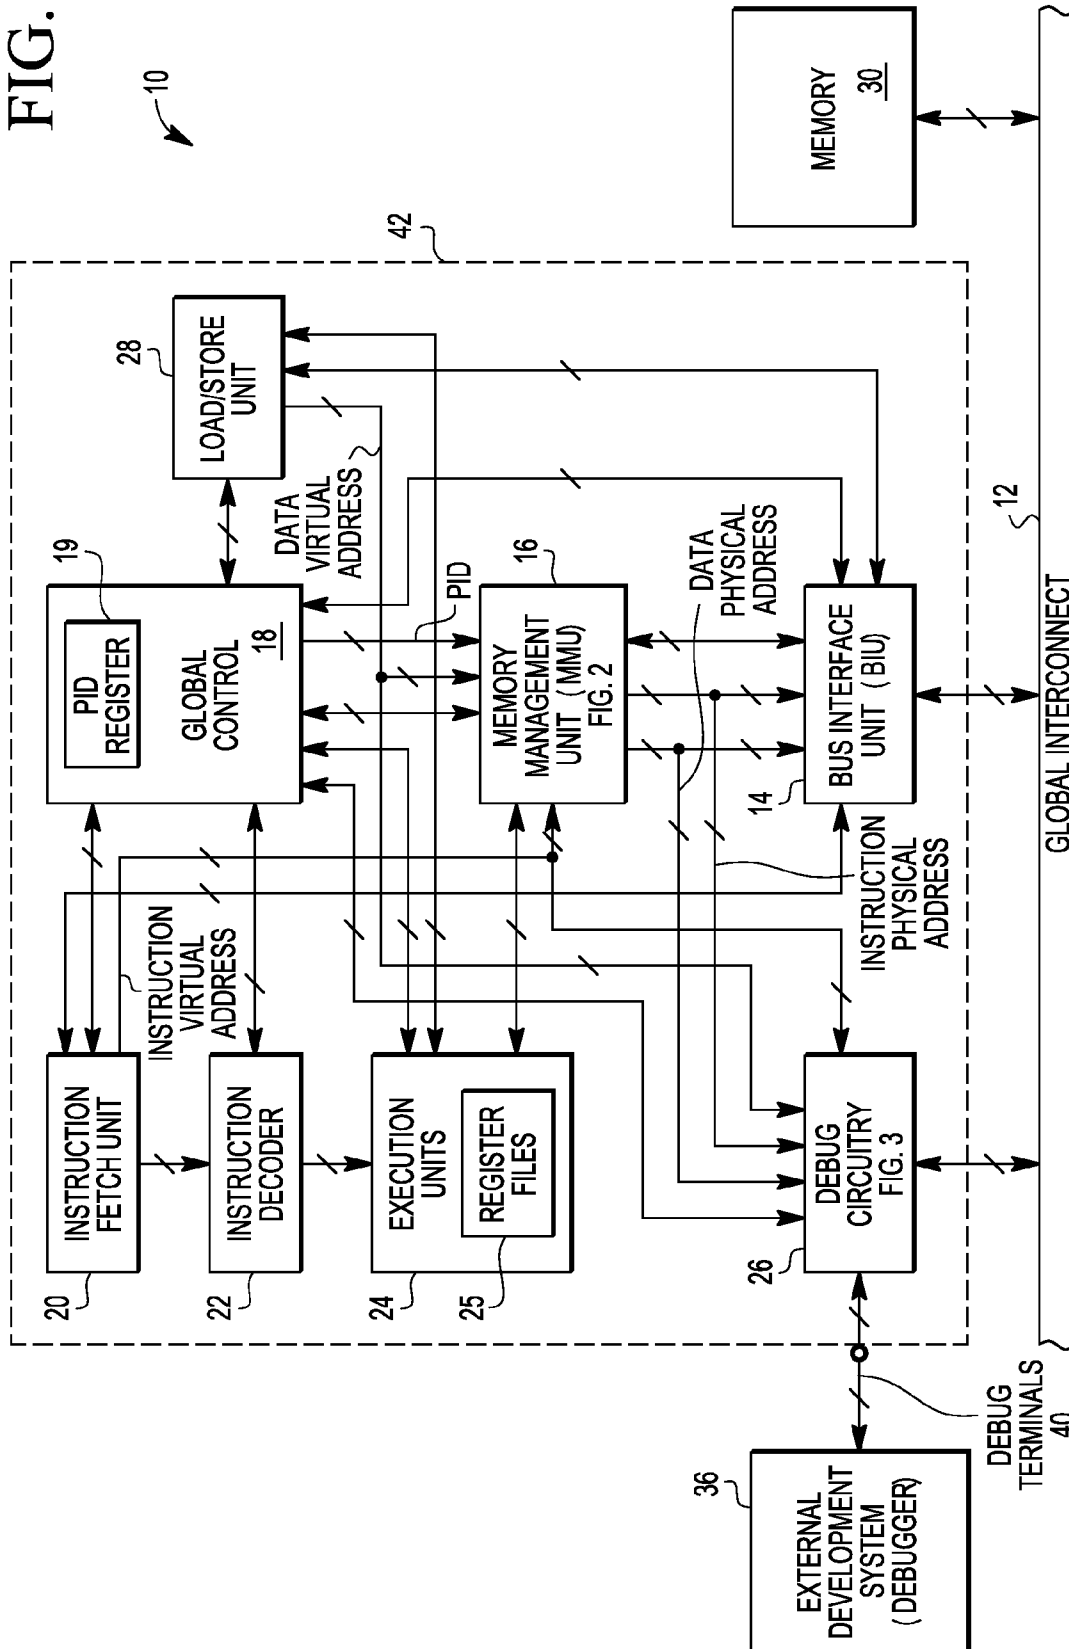 FIG.
10
42
36
EXTERNAL
DEVELOPMENT
SYSTEM
(DEBUGGER)
DEBUG
TERMINALS
40
20
INSTRUCTION
FETCH UNIT
22
INSTRUCTION
DECODER
24
EXECUTION
UNITS
25
REGISTER
FILES
26
DEBUG
CIRCUITRY
FIG. 3
INSTRUCTION
VIRTUAL
ADDRESS
19
PID
REGISTER
GLOBAL
CONTROL
18
28
LOAD/STORE
UNIT
DATA
VIRTUAL
ADDRESS
PID
16
MEMORY
MANAGEMENT
UNIT (MMU)
FIG. 2
DATA
PHYSICAL
ADDRESS
INSTRUCTION
PHYSICAL
ADDRESS
14
BUS INTERFACE
UNIT (BIU)
MEMORY
30
12
GLOBAL INTERCONNECT